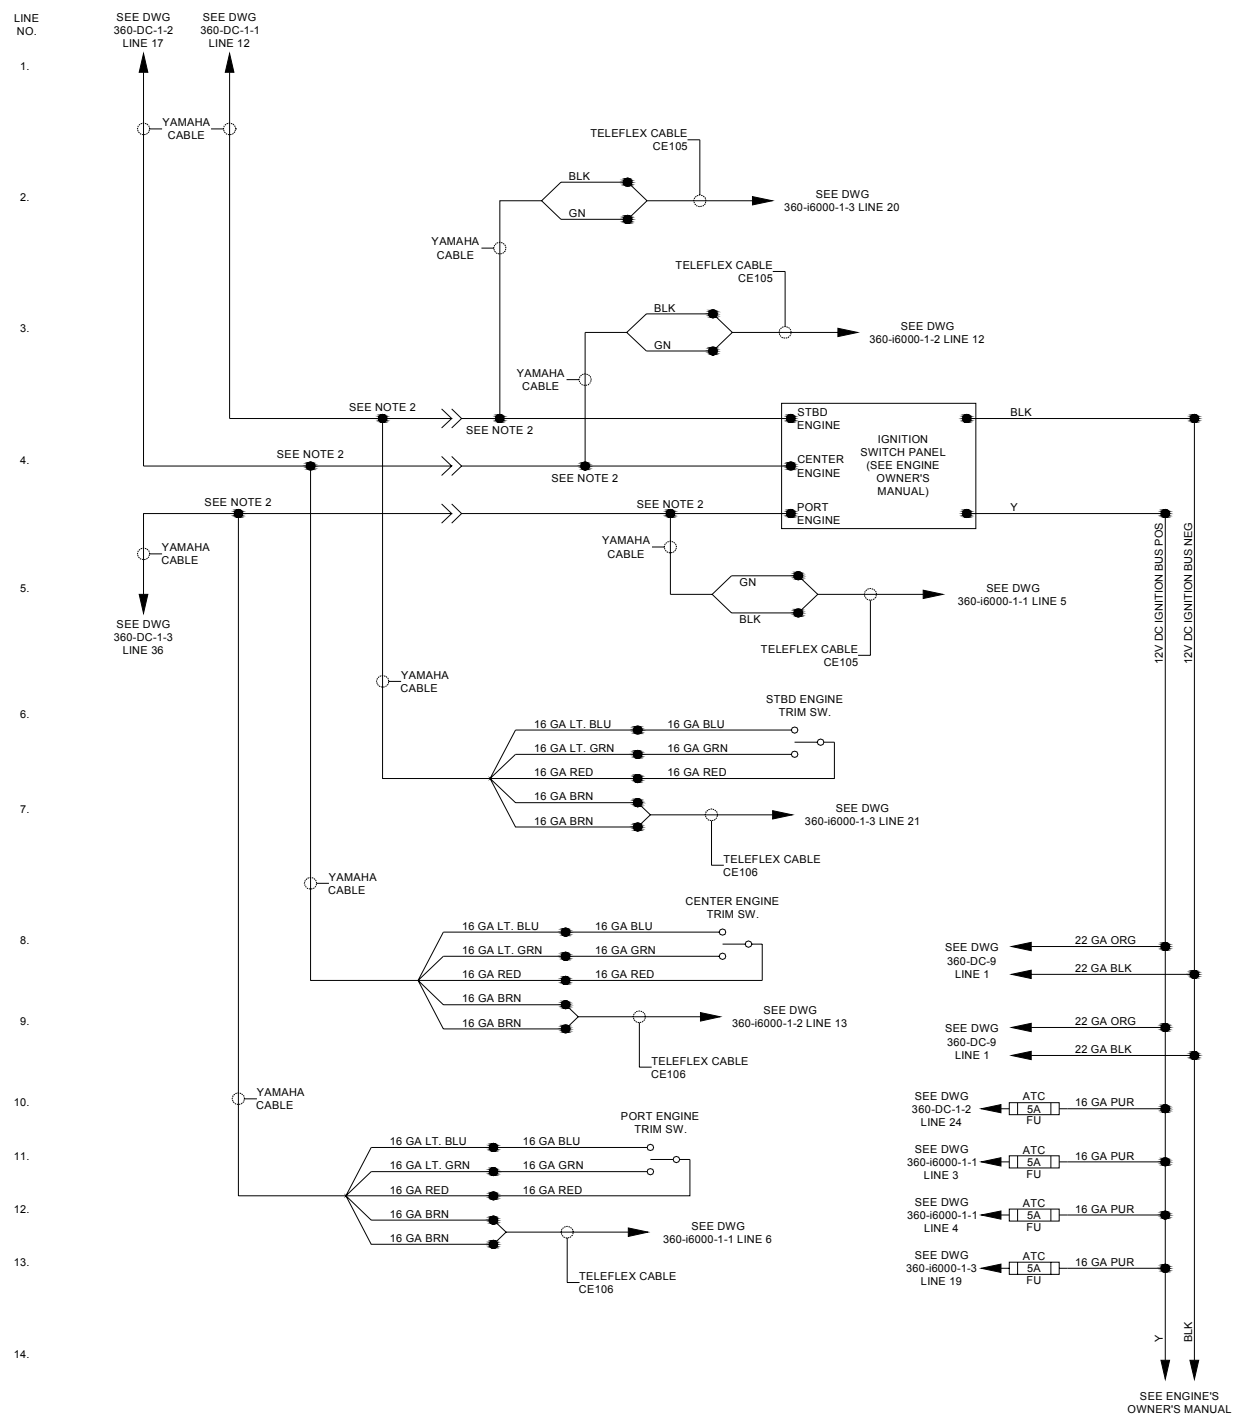 LINE
NO.
SEE DWG
360-DC-1-2
LINE 17
SEE DWG
360-DC-1-1
LINE 12
1.
YAMAHA
CABLE
TELEFLEX CABLE
CE105
2.
BLK
GN
SEE DWG
360-i6000-1-3 LINE 20
YAMAHA
CABLE
TELEFLEX CABLE
CE105
3.
BLK
GN
SEE DWG
360-i6000-1-2 LINE 12
YAMAHA
CABLE
SEE NOTE 2
SEE NOTE 2
STBD
ENGINE
BLK
IGNITION
SWITCH PANEL
(SEE ENGINE
OWNER'S
MANUAL)
4.
SEE NOTE 2
SEE NOTE 2
CENTER
ENGINE
SEE NOTE 2
SEE NOTE 2
PORT
ENGINE
Y
YAMAHA
CABLE
YAMAHA
CABLE
12V DC IGNITION BUS POS
12V DC IGNITION BUS NEG
5.
GN
BLK
SEE DWG
360-i6000-1-1 LINE 5
SEE DWG
360-DC-1-3
LINE 36
TELEFLEX CABLE
CE105
YAMAHA
CABLE
6.
STBD ENGINE
TRIM SW.
16 GA LT. BLU
16 GA BLU
16 GA LT. GRN
16 GA GRN
16 GA RED
16 GA RED
7.
16 GA BRN
16 GA BRN
SEE DWG
360-i6000-1-3 LINE 21
TELEFLEX CABLE
CE106
YAMAHA
CABLE
CENTER ENGINE
TRIM SW.
8.
16 GA LT. BLU
16 GA BLU
16 GA LT. GRN
16 GA GRN
16 GA RED
16 GA RED
SEE DWG
360-DC-9
LINE 1
22 GA ORG
22 GA BLK
9.
16 GA BRN
16 GA BRN
SEE DWG
360-i6000-1-2 LINE 13
TELEFLEX CABLE
CE106
SEE DWG
360-DC-9
LINE 1
22 GA ORG
22 GA BLK
10.
YAMAHA
CABLE
PORT ENGINE
TRIM SW.
SEE DWG
360-DC-1-2
LINE 24
ATC
5A
FU
16 GA PUR
11.
16 GA LT. BLU
16 GA BLU
16 GA LT. GRN
16 GA GRN
16 GA RED
16 GA RED
SEE DWG
360-i6000-1-1
LINE 3
ATC
5A
FU
16 GA PUR
12.
16 GA BRN
16 GA BRN
SEE DWG
360-i6000-1-1 LINE 6
SEE DWG
360-i6000-1-1
LINE 4
ATC
5A
FU
16 GA PUR
13.
TELEFLEX CABLE
CE106
SEE DWG
360-i6000-1-3
LINE 19
ATC
5A
FU
16 GA PUR
14.
Y
BLK
SEE ENGINE'S
OWNER'S MANUAL